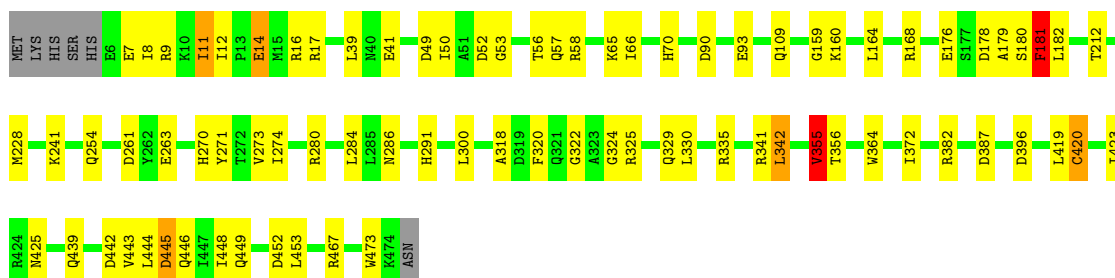 MET LYS HIS SER HIS E6 E7 I8 R9 K10 I11 I12 P13 E14 M15 R16 R17 L39 N40 E41 D49 I50 A51 D52 G53 T56 Q57 R58 K65 I66 H70 D90 E93 Q109 G159 K160 L164 R168 E176 S177 D178 A179 S180 F181 L182 T212
M228 K241 Q254 D261 Y262 E263 H270 Y271 T272 V273 I274 R280 L284 L285 N286 H291 L300 A318 D319 F320 Q321 G322 A323 G324 R325 Q329 L330 R335 R341 L342 V355 T356 W364 I372 R382 D387 D396 L419 C420
R424 N425 Q439 D442 V443 L444 D445 Q446 I447 I448 Q449 D452 L453 R467 W473 K474 ASN